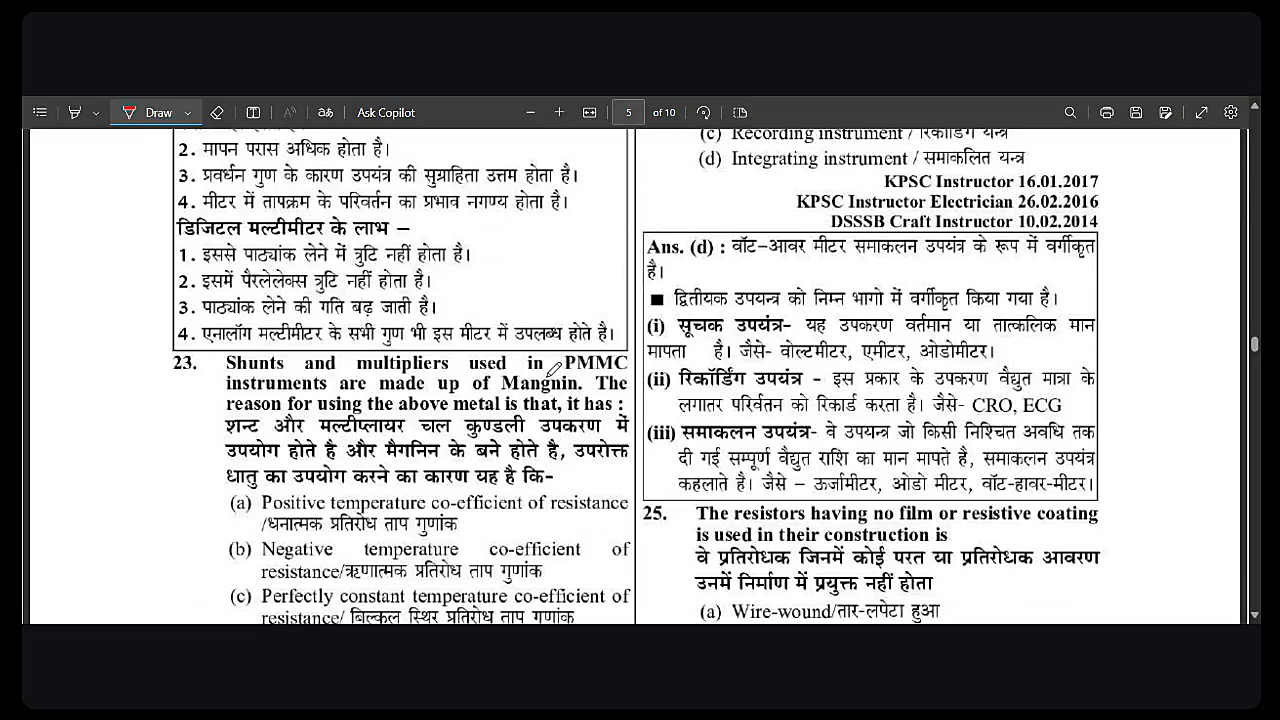 Draw
Ask Copilot
5 of 10
2. मापन परास अधिक होता है।
3. प्रवर्धन गुण के कारण उपयंत्र की सुग्राहिता उत्तम होता है।
4. मीटर में तापक्रम के परिवर्तन का प्रभाव नगण्य होता है।
डिजिटल मल्टीमीटर के लाभ –
1. इससे पाठ्यांक लेने में त्रुटि नहीं होता है।
2. इसमें पैरलेलेक्स त्रुटि नहीं होता है।
3. पाठ्यांक लेने की गति बढ़ जाती है।
4. एनालॉग मल्टीमीटर के सभी गुण भी इस मीटर में उपलब्ध होते है।
23. Shunts and multipliers used in PMMC
instruments are made up of Mangnin. The
reason for using the above metal is that, it has :
शन्ट और मल्टीप्लायर चल कुण्डली उपकरण में
उपयोग होते है और मैगनिन के बने होते है, उपरोक्त
धातु का उपयोग करने का कारण यह है कि-
(a) Positive temperature co-efficient of resistance
/धनात्मक प्रतिरोध ताप गुणांक
(b) Negative temperature co-efficient of
resistance/ऋणात्मक प्रतिरोध ताप गुणांक
(c) Perfectly constant temperature co-efficient of
resistance/ बिल्कुल स्थिर प्रतिरोध ताप गुणांक
(c) Recording instrument / रिकार्डिंग यन्त्र
(d) Integrating instrument / समाकलित यन्त्र
KPSC Instructor 16.01.2017
KPSC Instructor Electrician 26.02.2016
DSSSB Craft Instructor 10.02.2014
Ans. (d) : वॉट–आवर मीटर समाकलन उपयंत्र के रूप में वर्गीकृत
है।
■ द्वितीयक उपयन्त्र को निम्न भागो में वर्गीकृत किया गया है।
(i) सूचक उपयंत्र- यह उपकरण वर्तमान या तात्कलिक मान
मापता है। जैसे- वोल्टमीटर, एमीटर, ओडोमीटर।
(ii) रिकॉर्डिंग उपयंत्र - इस प्रकार के उपकरण वैद्युत मात्रा के
लगातर परिर्वतन को रिकार्ड करता है। जैसे- CRO, ECG
(iii) समाकलन उपयंत्र- वे उपयन्त्र जो किसी निश्चित अवधि तक
दी गई सम्पूर्ण वैद्युत राशि का मान मापते है, समाकलन उपयंत्र
कहलाते है। जैसे – ऊर्जामीटर, ओडो मीटर, वॉट-हावर-मीटर।
25. The resistors having no film or resistive coating
is used in their construction is
वे प्रतिरोधक जिनमें कोई परत या प्रतिरोधक आवरण
उनमें निर्माण में प्रयुक्त नहीं होता
(a) Wire-wound/तार-लपेटा हुआ